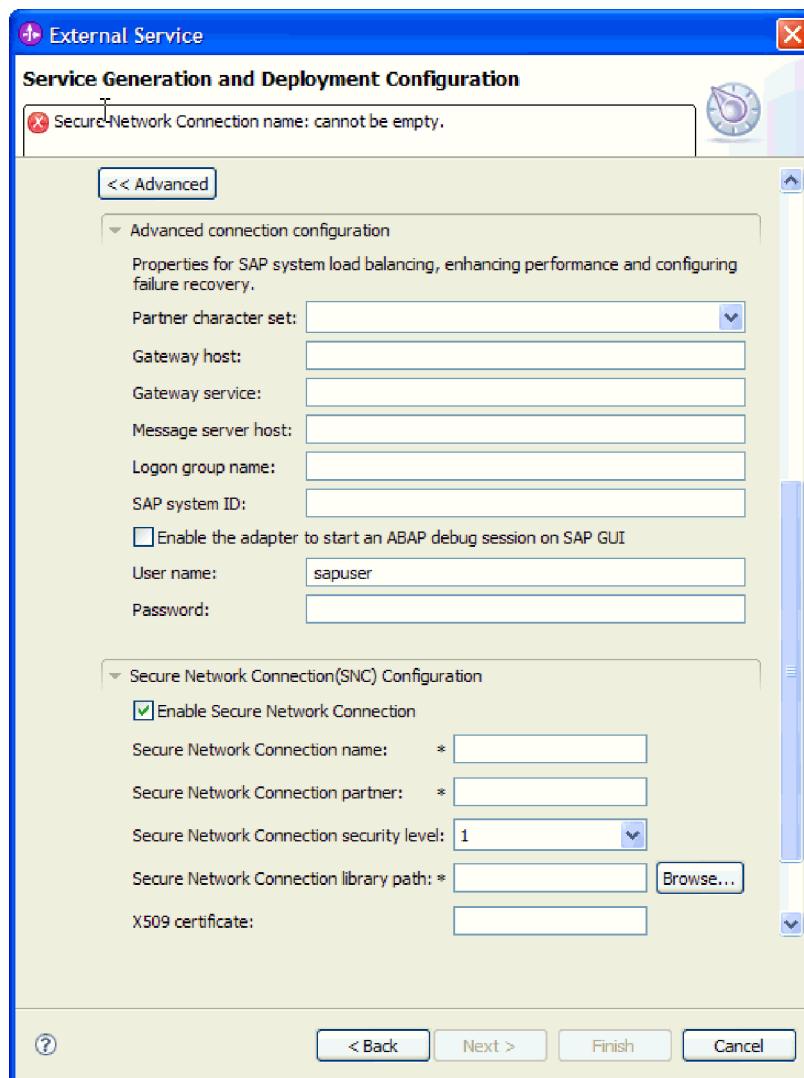 External Service
Service Generation and Deployment Configuration
Secure Network Connection name: cannot be empty.
<< Advanced
Advanced connection configuration
Properties for SAP system load balancing, enhancing performance and configuring
failure recovery.
Partner character set:
Gateway host:
Gateway service:
Message server host:
Logon group name:
SAP system ID:
Enable the adapter to start an ABAP debug session on SAP GUI
User name: sapuser
Password:
Secure Network Connection(SNC) Configuration
Enable Secure Network Connection
Secure Network Connection name: *
Secure Network Connection partner: *
Secure Network Connection security level: 1
Secure Network Connection library path: * Browse...
X509 certificate:
? < Back Next > Finish Cancel